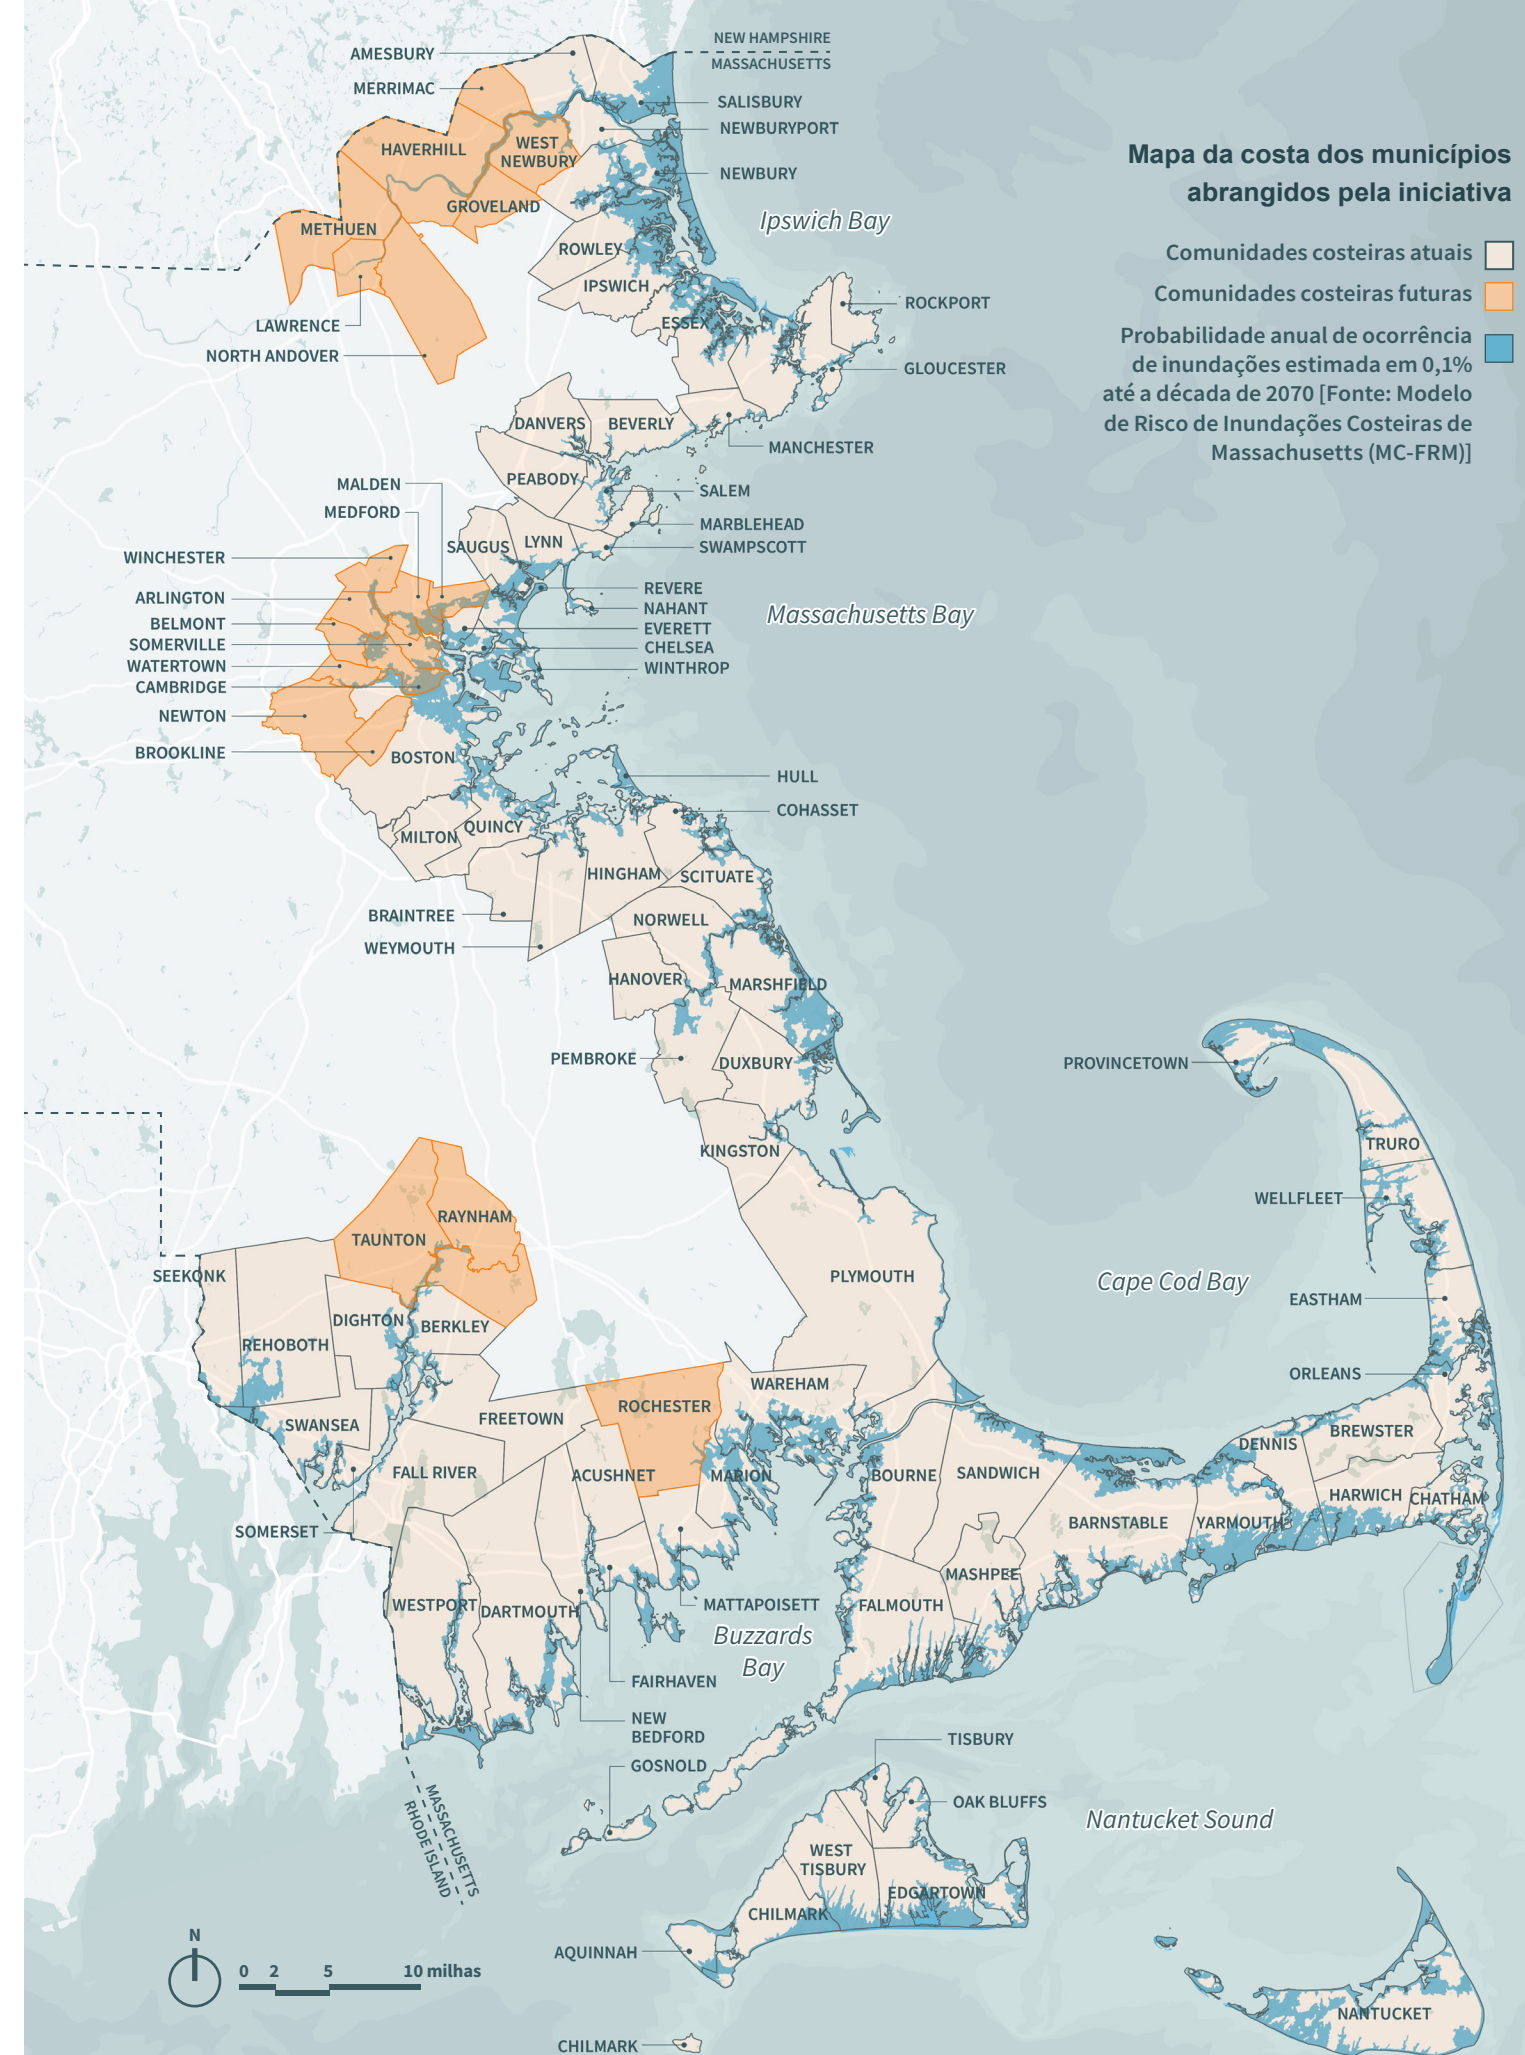 NEW HAMPSHIRE
MASSACHUSETTS
AMESBURY
MERRIMAC
SALISBURY
NEWBURYPORT
HAVERHILL
WEST
NEWBURY
NEWBURY
Mapa da costa dos municípios
abrangidos pela iniciativa
GROVELAND
Ipswich Bay
METHUEN
ROWLEY
Comunidades costeiras atuais
IPSWICH
Comunidades costeiras futuras
ROCKPORT
LAWRENCE
ESSEX
Probabilidade anual de ocorrência
de inundações estimada em 0,1%
até a década de 2070 [Fonte: Modelo
de Risco de Inundações Costeiras de
Massachusetts (MC-FRM)]
NORTH ANDOVER
GLOUCESTER
DANVERS
BEVERLY
MANCHESTER
PEABODY
MALDEN
SALEM
MEDFORD
MARBLEHEAD
SAUGUS
LYNN
SWAMPSCOTT
WINCHESTER
REVERE
ARLINGTON
NAHANT
Massachusetts Bay
BELMONT
EVERETT
SOMERVILLE
CHELSEA
WATERTOWN
WINTHROP
CAMBRIDGE
NEWTON
BROOKLINE
BOSTON
HULL
COHASSET
MILTON
QUINCY
HINGHAM
SCITUATE
BRAINTREE
NORWELL
WEYMOUTH
HANOVER
MARSHFIELD
PEMBROKE
DUXBURY
PROVINCETOWN
KINGSTON
TRURO
WELLFLEET
RAYNHAM
TAUNTON
SEEKONK
PLYMOUTH
Cape Cod Bay
EASTHAM
DIGHTON
BERKLEY
REHOBOTH
ORLEANS
WAREHAM
ROCHESTER
FREETOWN
SWANSEA
BREWSTER
DENNIS
FALL RIVER
ACUSHNET
MARION
BOURNE
SANDWICH
HARWICH
CHATHAM
BARNSTABLE
YARMOUTH
SOMERSET
MASHPEE
WESTPORT
DARTMOUTH
MATTAPOISETT
FALMOUTH
Buzzards
Bay
FAIRHAVEN
NEW
BEDFORD
TISBURY
GOSNOLD
OAK BLUFFS
MASSACHUSETTS
RHODE ISLAND
Nantucket Sound
WEST
TISBURY
EDGARTOWN
CHILMARK
N
AQUINNAH
0 2 5 10 milhas
NANTUCKET
CHILMARK